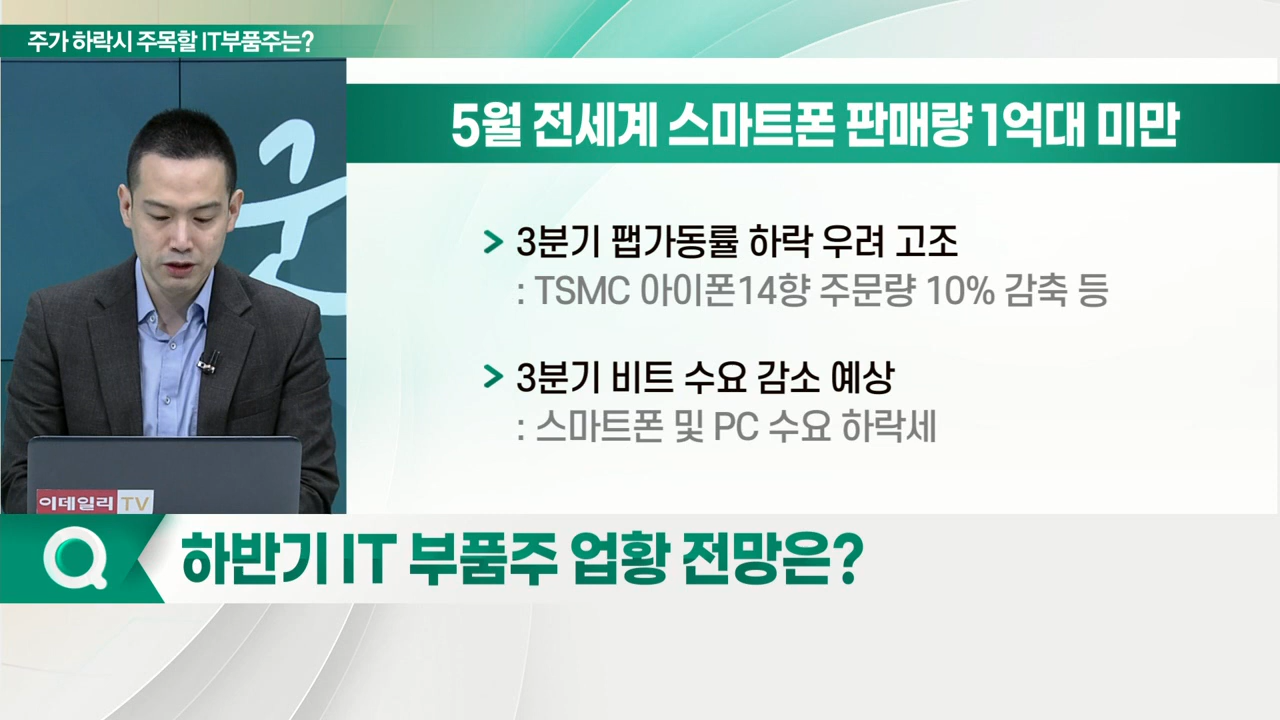 주가 하락시 주목할 IT부품주는?
5월 전세계 스마트폰 판매량 1억대 미만
> 3분기 팹가동률 하락 우려 고조
: TSMC 아이폰14향 주문량 10% 감축 등
> 3분기 비트 수요 감소 예상
: 스마트폰 및 PC 수요 하락세
이데일리 TV
Q 하반기 IT 부품주 업황 전망은?